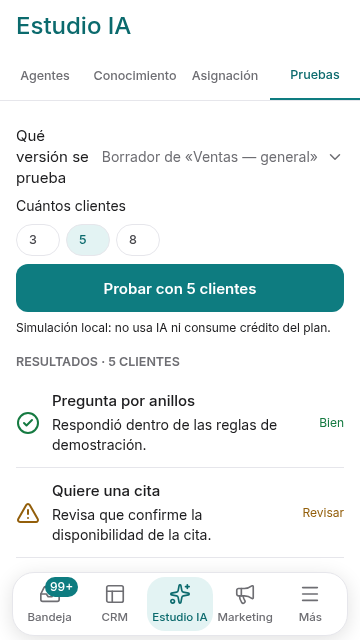 Estudio IA
Agentes Conocimiento Asignación Pruebas
Qué
versión se
prueba
Borrador de «Ventas — general»
Cuántos clientes
3 5 8
Probar con 5 clientes
Simulación local: no usa IA ni consume crédito del plan.
RESULTADOS · 5 CLIENTES
Pregunta por anillos
Respondió dentro de las reglas de
demostración.
Bien
Quiere una cita
Revisa que confirme la
disponibilidad de la cita.
Revisar
99+
Bandeja CRM Estudio IA Marketing Más